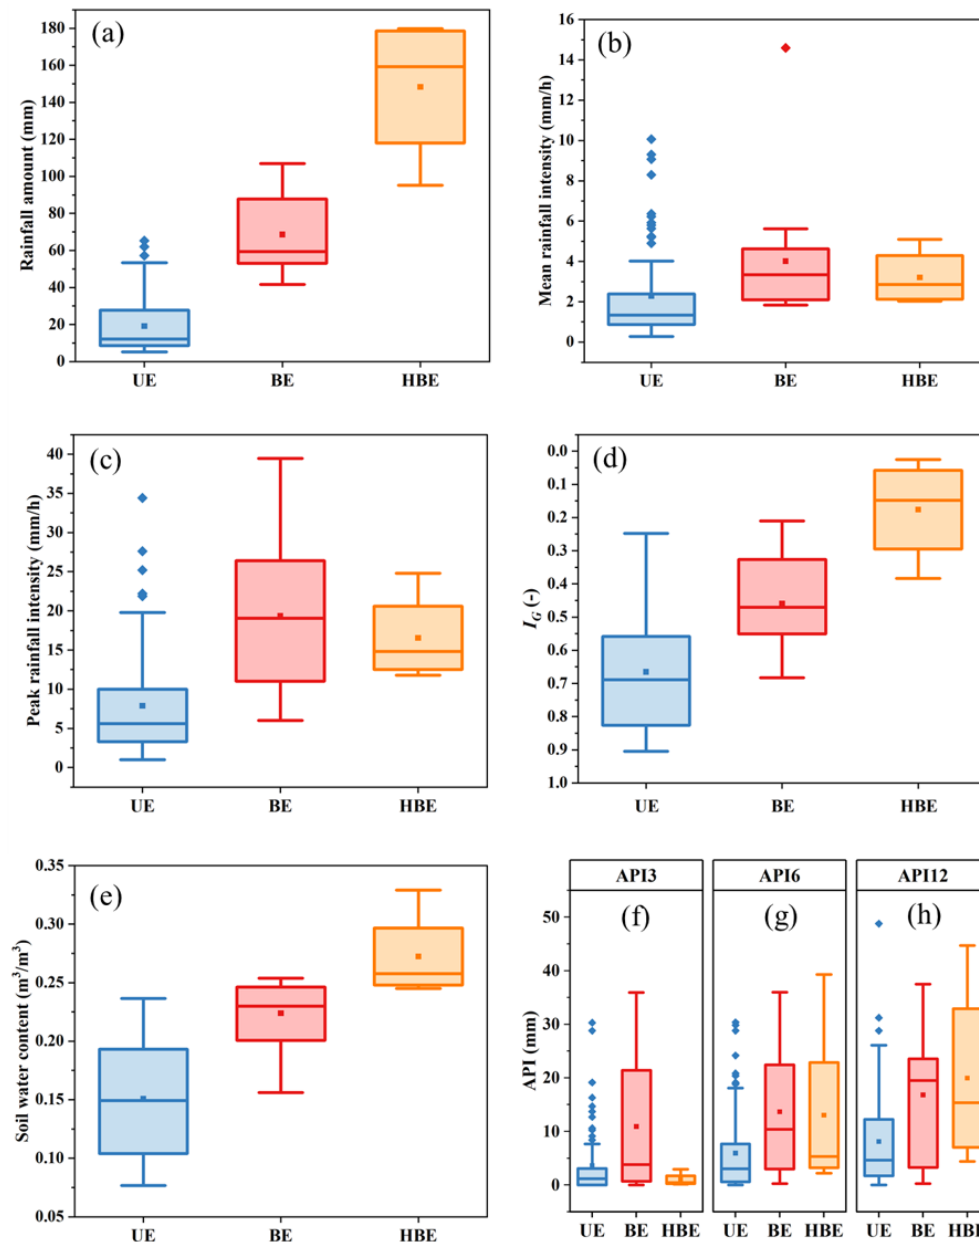 (a)
Rainfall amount (mm)
180
160
140
120
100
80
60
40
20
0
UE BE HBE
(b)
Mean rainfall intensity (mm/h)
16
14
12
10
8
6
4
2
0
UE BE HBE
(c)
Peak rainfall intensity (mm/h)
40
35
30
25
20
15
10
5
0
UE BE HBE
(d)
I_G (-)
0.0
0.1
0.2
0.3
0.4
0.5
0.6
0.7
0.8
0.9
1.0
UE BE HBE
(e)
Soil water content (m³/m³)
0.35
0.30
0.25
0.20
0.15
0.10
0.05
UE BE HBE
API3 API6 API12
(f) (g) (h)
API (mm)
50
40
30
20
10
0
UE BE HBE UE BE HBE UE BE HBE